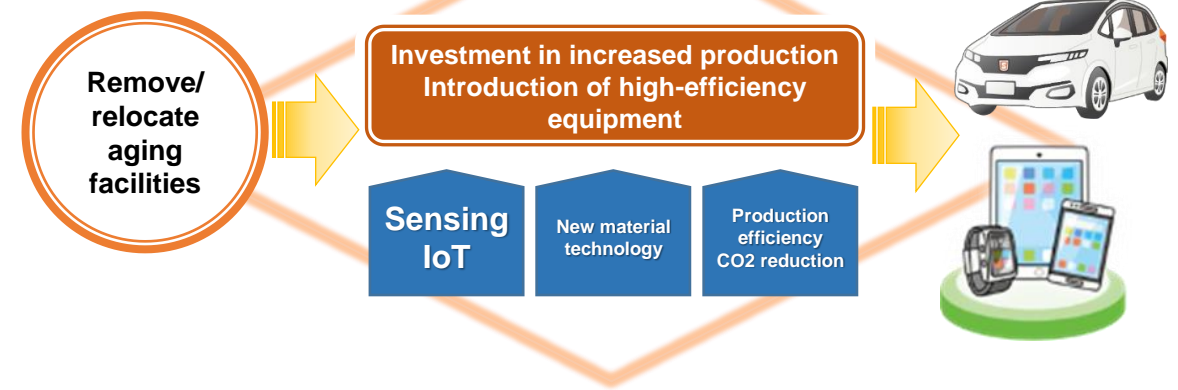 Remove/
relocate
aging
facilities
Investment in increased production
Introduction of high-efficiency
equipment
Sensing
IoT
New material
technology
Production
efficiency
CO2 reduction